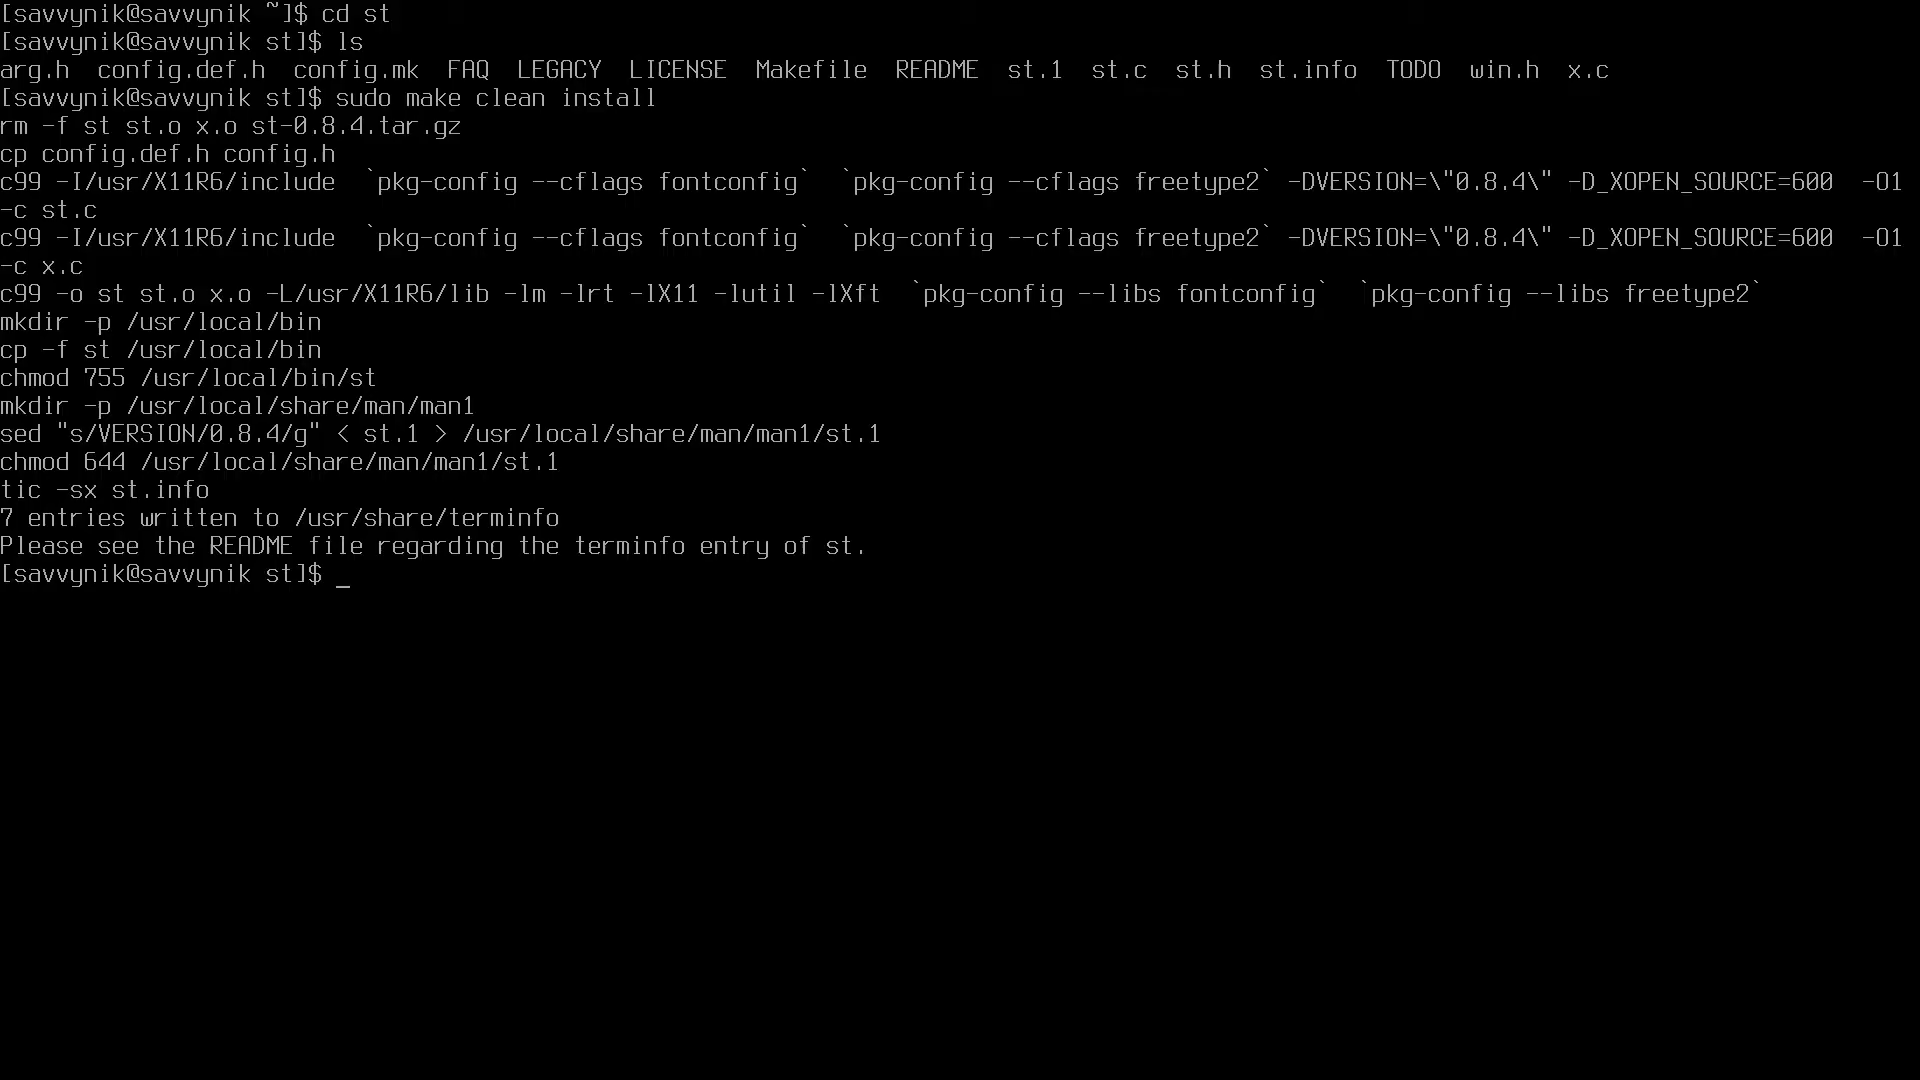 [savvynik@savvynik ~]$ cd st
[savvynik@savvynik st]$ ls
arg.h  config.def.h  config.mk  FAQ  LEGACY  LICENSE  Makefile  README  st.1  st.c  st.h  st.info  TODO  win.h  x.c
[savvynik@savvynik st]$ sudo make clean install
rm -f st st.o x.o st-0.8.4.tar.gz
cp config.def.h config.h
c99 -I/usr/X11R6/include  `pkg-config --cflags fontconfig`  `pkg-config --cflags freetype2` -DVERSION=\"0.8.4\" -D_XOPEN_SOURCE=600  -O1
-c st.c
c99 -I/usr/X11R6/include  `pkg-config --cflags fontconfig`  `pkg-config --cflags freetype2` -DVERSION=\"0.8.4\" -D_XOPEN_SOURCE=600  -O1
-c x.c
c99 -o st st.o x.o -L/usr/X11R6/lib -lm -lrt -lX11 -lutil -lXft  `pkg-config --libs fontconfig`  `pkg-config --libs freetype2`
mkdir -p /usr/local/bin
cp -f st /usr/local/bin
chmod 755 /usr/local/bin/st
mkdir -p /usr/local/share/man/man1
sed "s/VERSION/0.8.4/g" < st.1 > /usr/local/share/man/man1/st.1
chmod 644 /usr/local/share/man/man1/st.1
tic -sx st.info
7 entries written to /usr/share/terminfo
Please see the README file regarding the terminfo entry of st.
[savvynik@savvynik st]$ _